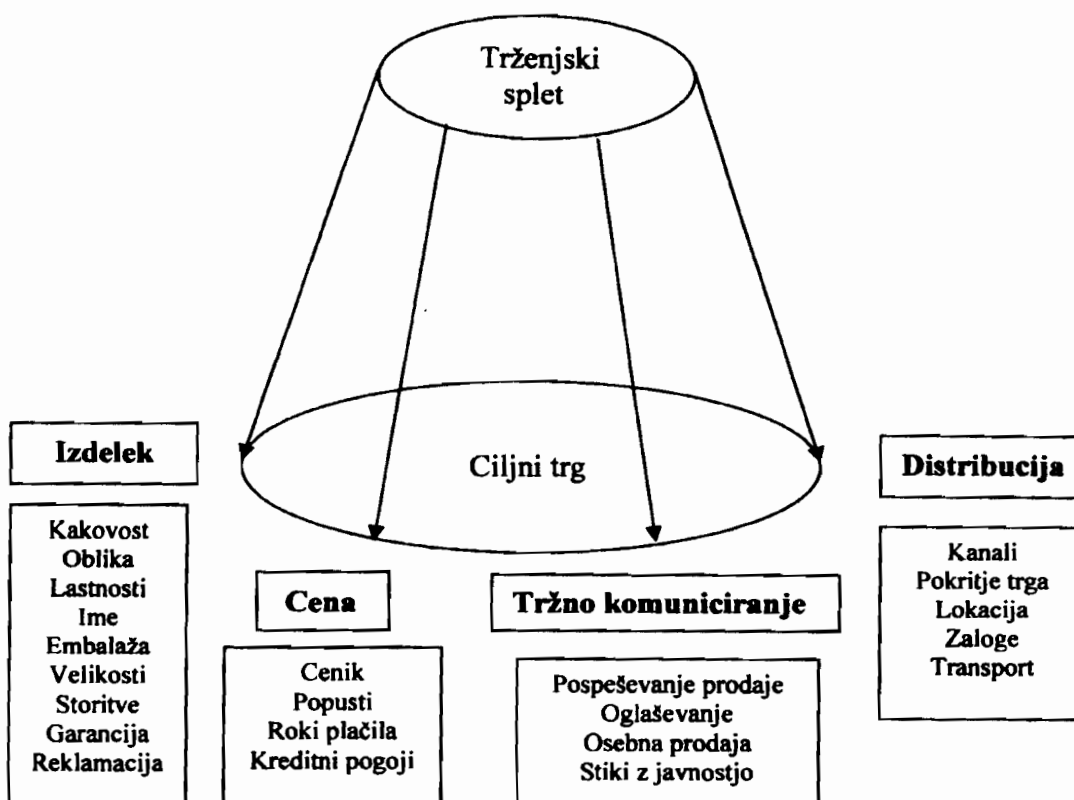 Trženjski
splet
Ciljni trg
Izdelek
Kakovost
Oblika
Lastnosti
Ime
Embalaža
Velikosti
Storitve
Garancija
Reklamacija
Cena
Cenik
Popusti
Roki plačila
Kreditni pogoji
Tržno komuniciranje
Pospeševanje prodaje
Oglaševanje
Osebna prodaja
Stiki z javnostjo
Distribucija
Kanali
Pokritje trga
Lokacija
Zaloge
Transport